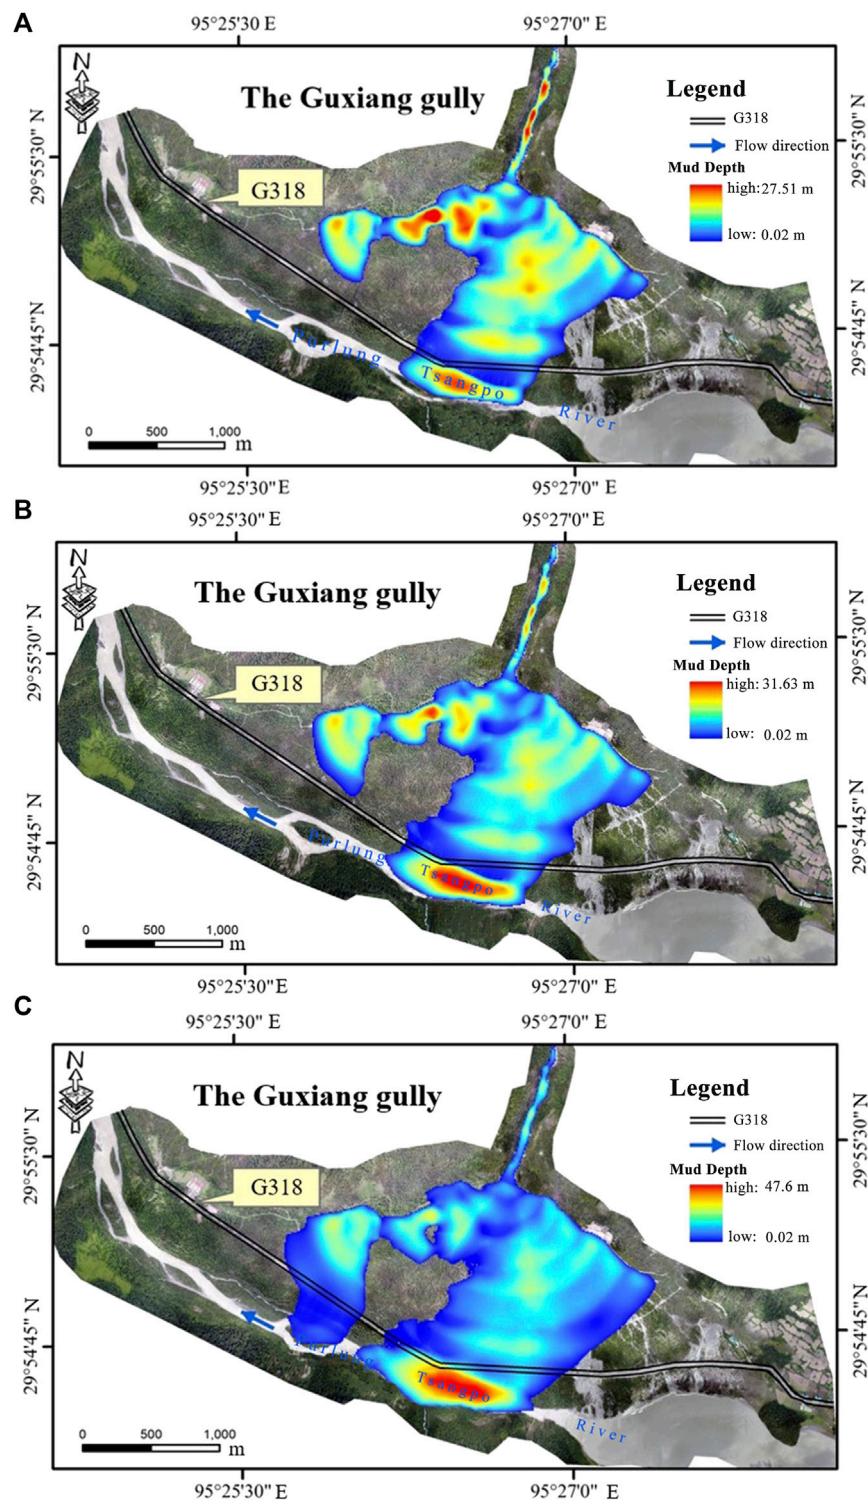 A
95°25'30 E
95°27'0" E
N
The Guxiang gully
Legend
G318
Flow direction
Mud Depth
high:27.51 m
low: 0.02 m
G318
29°55'30" N
29°55'30" N
29°54'45" N
29°54'45" N
Purlung
Tsangpo
River
0 500 1,000
m
95°25'30" E
95°27'0" E
B
95°25'30" E
95°27'0" E
N
The Guxiang gully
Legend
G318
Flow direction
Mud Depth
high: 31.63 m
low: 0.02 m
G318
29°55'30" N
29°55'30" N
29°54'45" N
29°54'45" N
Purlung
Tsangpo
River
0 500 1,000
m
95°25'30" E
95°27'0" E
C
95°25'30" E
95°27'0" E
N
The Guxiang gully
Legend
G318
Flow direction
Mud Depth
high: 47.6 m
low: 0.02 m
G318
29°55'30" N
29°55'30" N
29°54'45" N
29°54'45" N
Purlung
Tsangpo
River
0 500 1,000
m
95°25'30" E
95°27'0" E